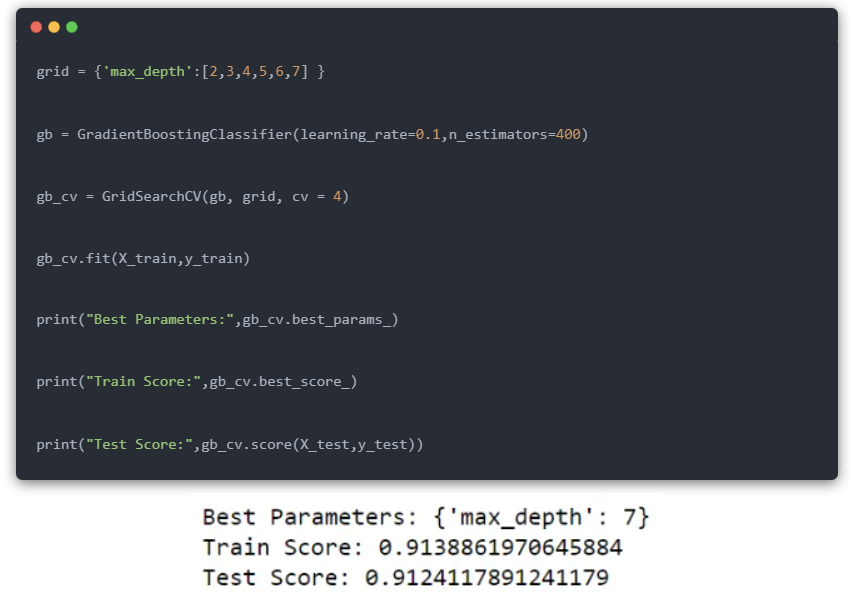 grid = {'max_depth':[2,3,4,5,6,7] }
gb = GradientBoostingClassifier(learning_rate=0.1,n_estimators=400)
gb_cv = GridSearchCV(gb, grid, cv = 4)
gb_cv.fit(X_train,y_train)
print("Best Parameters:",gb_cv.best_params_)
print("Train Score:",gb_cv.best_score_)
print("Test Score:",gb_cv.score(X_test,y_test))
Best Parameters: {'max_depth': 7}
Train Score: 0.9138861970645884
Test Score: 0.9124117891241179